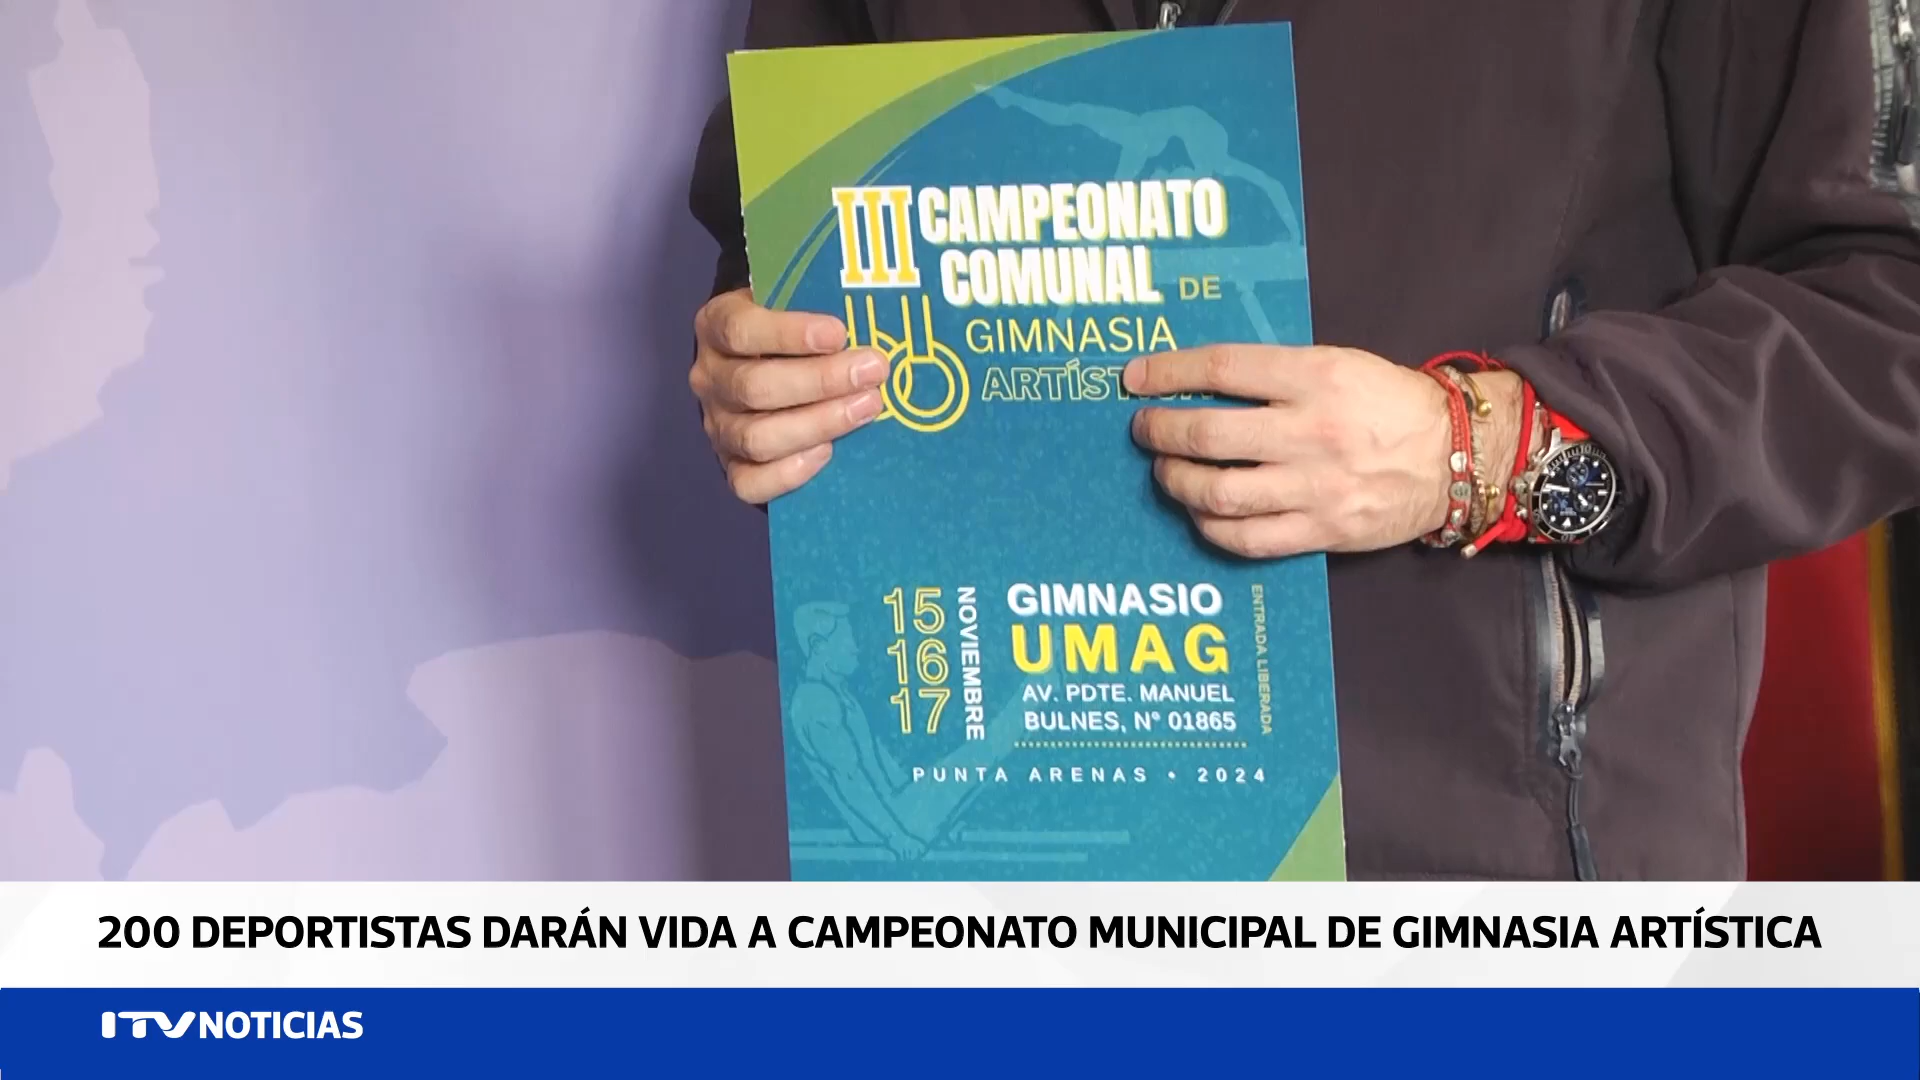 III CAMPEONATO
COMUNAL DE
GIMNASIA
15
16
17
NOVIEMBRE
GIMNASIO
UMAG
AV. PDTE. MANUEL
BULNES, N° 01865
ENTRADA LIBERADA
PUNTA ARENAS • 2024
200 DEPORTISTAS DARÁN VIDA A CAMPEONATO MUNICIPAL DE GIMNASIA ARTÍSTICA
ITV NOTICIAS